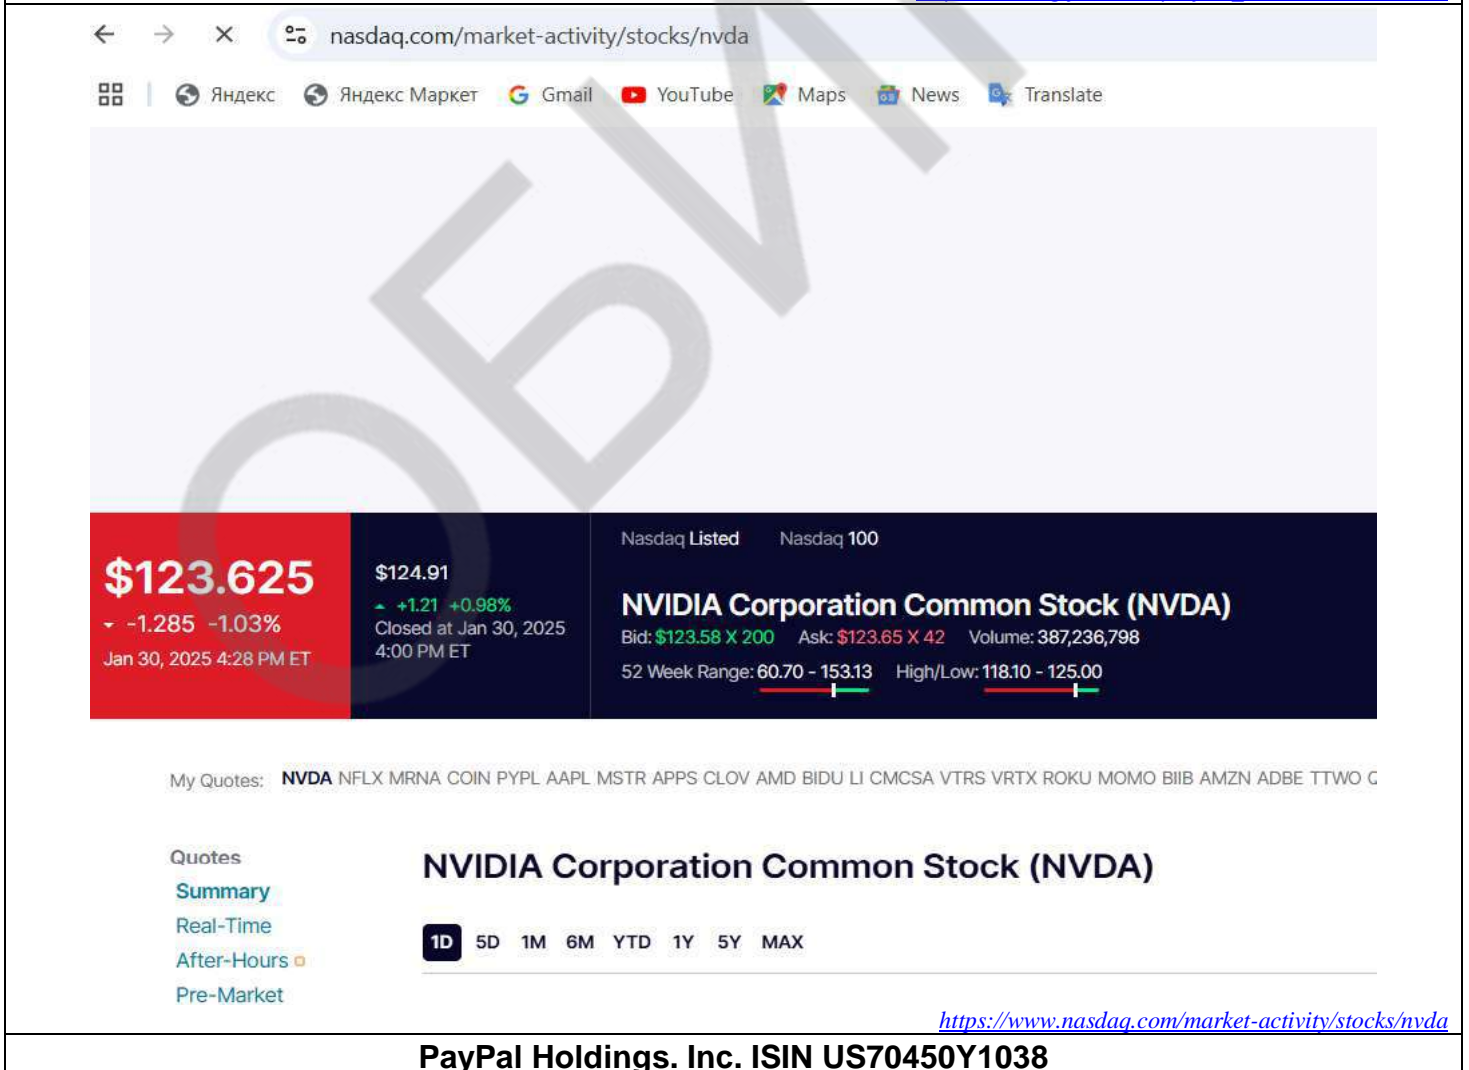 nasdaq.com/market-activity/stocks/nvda
Яндекс Яндекс Маркет Gmail YouTube Maps News Translate
ОБИ
$123.625
-1.285 -1.03%
Jan 30, 2025 4:28 PM ET
$124.91
+1.21 +0.98%
Closed at Jan 30, 2025
4:00 PM ET
Nasdaq Listed Nasdaq 100
NVIDIA Corporation Common Stock (NVDA)
Bid: $123.58 X 200 Ask: $123.65 X 42 Volume: 387,236,798
52 Week Range: 60.70 - 153.13 High/Low: 118.10 - 125.00
My Quotes: NVDA NFLX MRNA COIN PYPL AAPL MSTR APPS CLOV AMD BIDU LI CMCSA VTRS VRTX ROKU MOMO BIIB AMZN ADBE TTWO
Quotes
Summary
Real-Time
After-Hours
Pre-Market
NVIDIA Corporation Common Stock (NVDA)
1D 5D 1M 6M YTD 1Y 5Y MAX
https://www.nasdaq.com/market-activity/stocks/nvda
PayPal Holdings. Inc. ISIN US70450Y1038